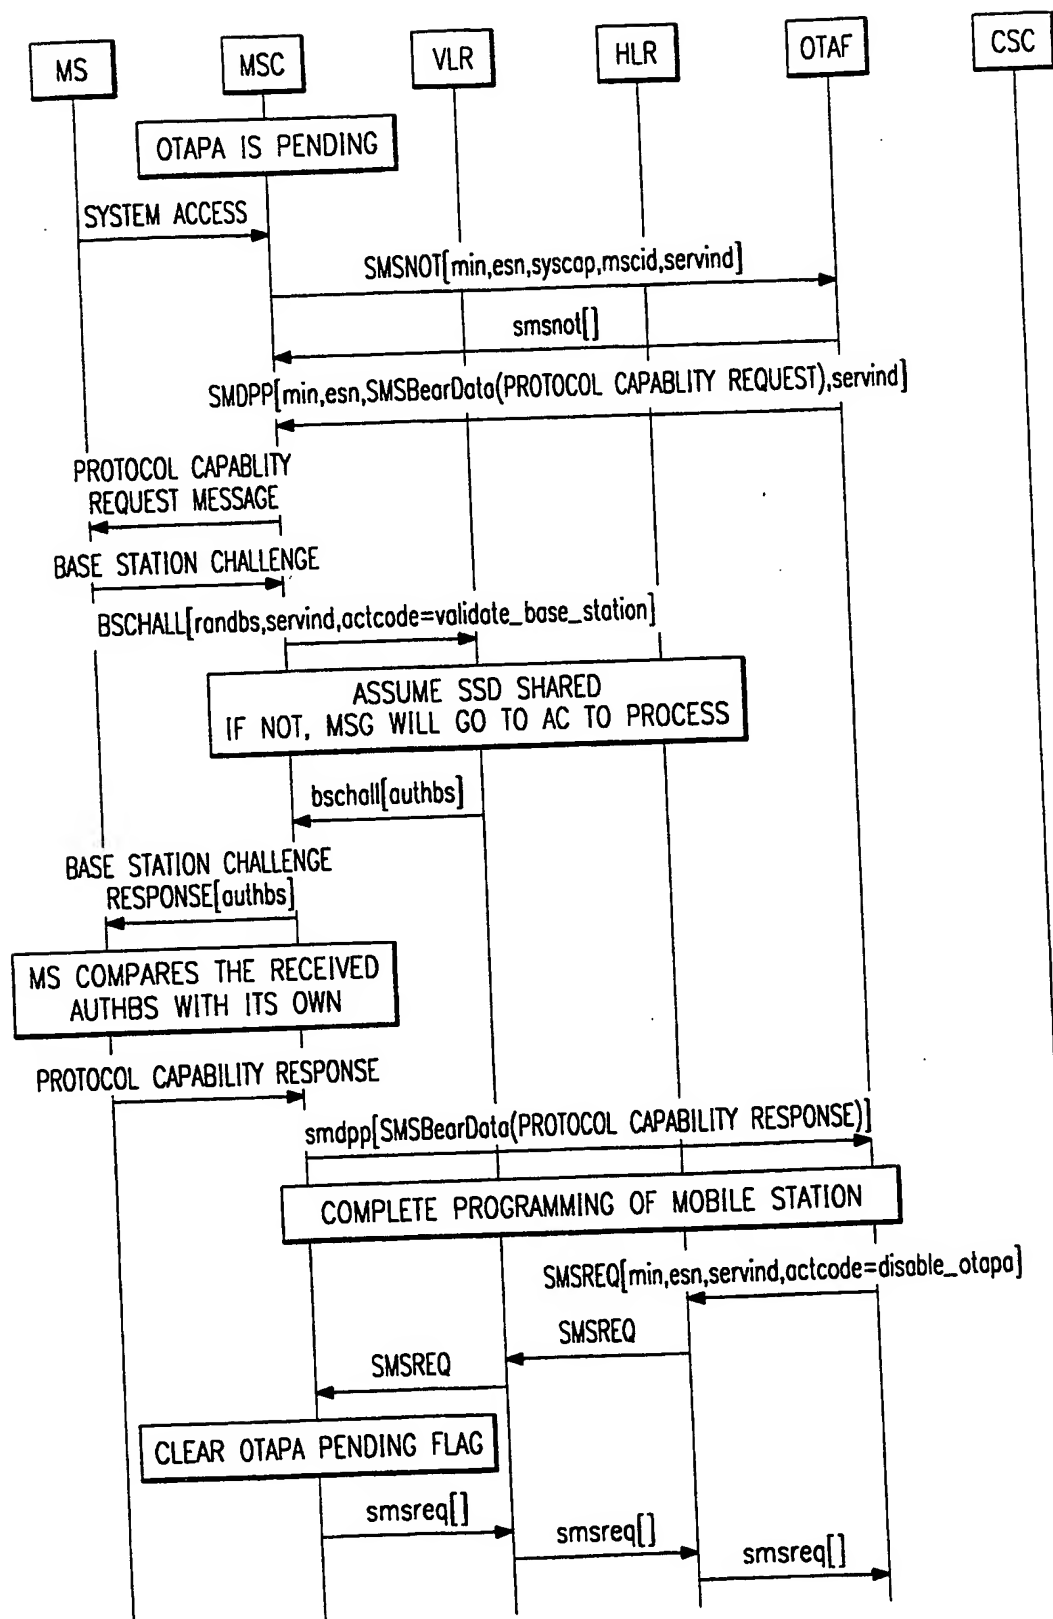 MS
MSC
VLR
HLR
OTAF
CSC
OTAPA IS PENDING
SYSTEM ACCESS
SMSNOT[min,esn,syscap,mscid,servind]
smsnot[]
SMDPP[min,esn,SMSBearData(PROTOCOL CAPABLITY REQUEST),servind]
PROTOCOL CAPABLITY
REQUEST MESSAGE
BASE STATION CHALLENGE
BSCHALL[randbs,servind,actcode=validate_base_station]
ASSUME SSD SHARED
IF NOT, MSG WILL GO TO AC TO PROCESS
bschall[authbs]
BASE STATION CHALLENGE
RESPONSE[authbs]
MS COMPARES THE RECEIVED
AUTHBS WITH ITS OWN
PROTOCOL CAPABILITY RESPONSE
smdpp[SMSBearData(PROTOCOL CAPABILITY RESPONSE)]
COMPLETE PROGRAMMING OF MOBILE STATION
SMSREQ[min,esn,servind,actcode=disable_otapa]
SMSREQ
SMSREQ
CLEAR OTAPA PENDING FLAG
smsreq[]
smsreq[]
smsreq[]